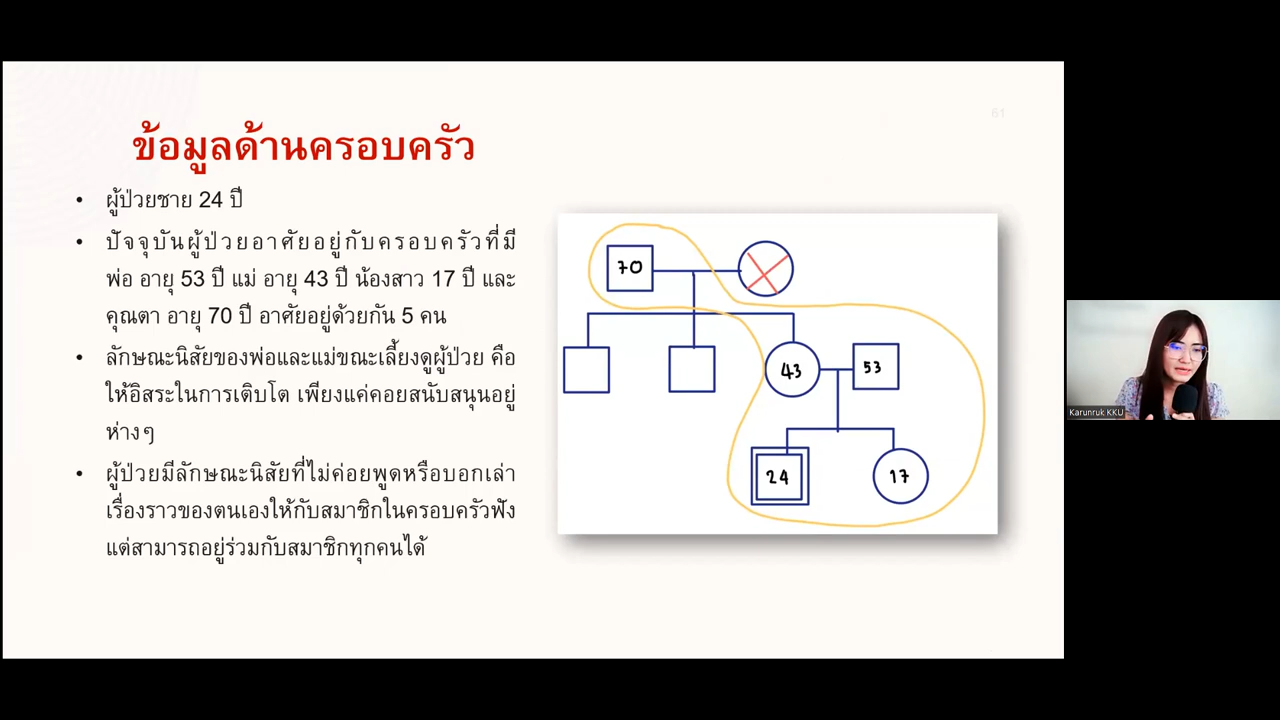 61
ข้อมูลด้านครอบครัว
• ผู้ป่วยชาย 24 ปี
• ปัจจุบันผู้ป่วยอาศัยอยู่กับครอบครัวที่มี
พ่อ อายุ 53 ปี แม่ อายุ 43 ปี น้องสาว 17 ปี และ
คุณตา อายุ 70 ปี อาศัยอยู่ด้วยกัน 5 คน
• ลักษณะนิสัยของพ่อและแม่ขณะเลี้ยงดูผู้ป่วย คือ
ให้อิสระในการเติบโต เพียงแค่คอยสนับสนุนอยู่
ห่างๆ
• ผู้ป่วยมีลักษณะนิสัยที่ไม่ค่อยพูดหรือบอกเล่า
เรื่องราวของตนเองให้กับสมาชิกในครอบครัวฟัง
แต่สามารถอยู่ร่วมกับสมาชิกทุกคนได้
70
43
53
24
17
Karunruk KKU